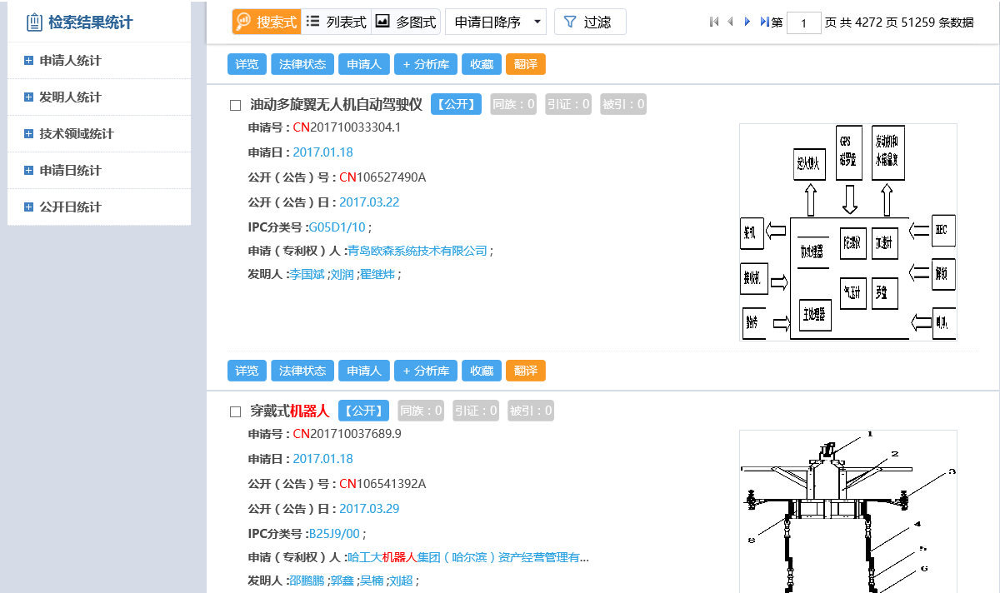 检索结果统计
申请人统计
发明人统计
技术领域统计
申请日统计
公开日统计
搜索式 列表式 多图式 申请日降序 过滤 第 1 页 共 4272 页 51259 条数据
详览 法律状态 申请人 + 分析库 收藏 翻译
油动多旋翼无人机自动驾驶仪 【公开】 同族：0 引证：0 被引：0
申请号：CN201710033304.1
申请日：2017.01.18
公开（公告）号：CN106527490A
公开（公告）日：2017.03.22
IPC分类号:G05D1/10 ;
申请（专利权）人:青岛欧森系统技术有限公司 ;
发明人:李国斌 ;刘润 ;翟继炜 ;
起火熄火
GPS
磁罗盘
发动机和
水箱温度
舵机
接收机
数传
协处理器
陀螺仪
加速计
气压计
罗盘
主处理器
HEC
解锁
喇叭
详览 法律状态 申请人 + 分析库 收藏 翻译
穿戴式机器人 【公开】 同族：0 引证：0 被引：0
申请号：CN201710037689.9
申请日：2017.01.18
公开（公告）号：CN106541392A
公开（公告）日：2017.03.29
IPC分类号:B25J9/00 ;
申请（专利权）人:哈工大机器人集团（哈尔滨）资产经营管理有...
发明人:邵鹏鹏 ;郭鑫 ;吴楠 ;刘超 ;
1
2
3
4
5
6
8